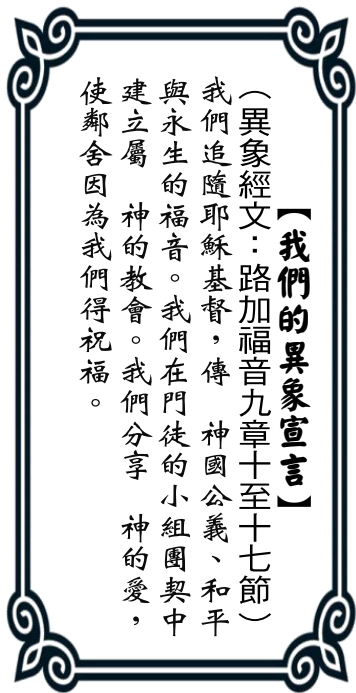 【我們的異象宣言】
（異象經文：路加福音九章十至十七節）
我們追隨耶穌基督，傳　神國公義、和平
與永生的福音。我們在門徒的小組團契中
建立屬　神的教會。我們分享　神的愛，
使鄰舍因為我們得祝福。